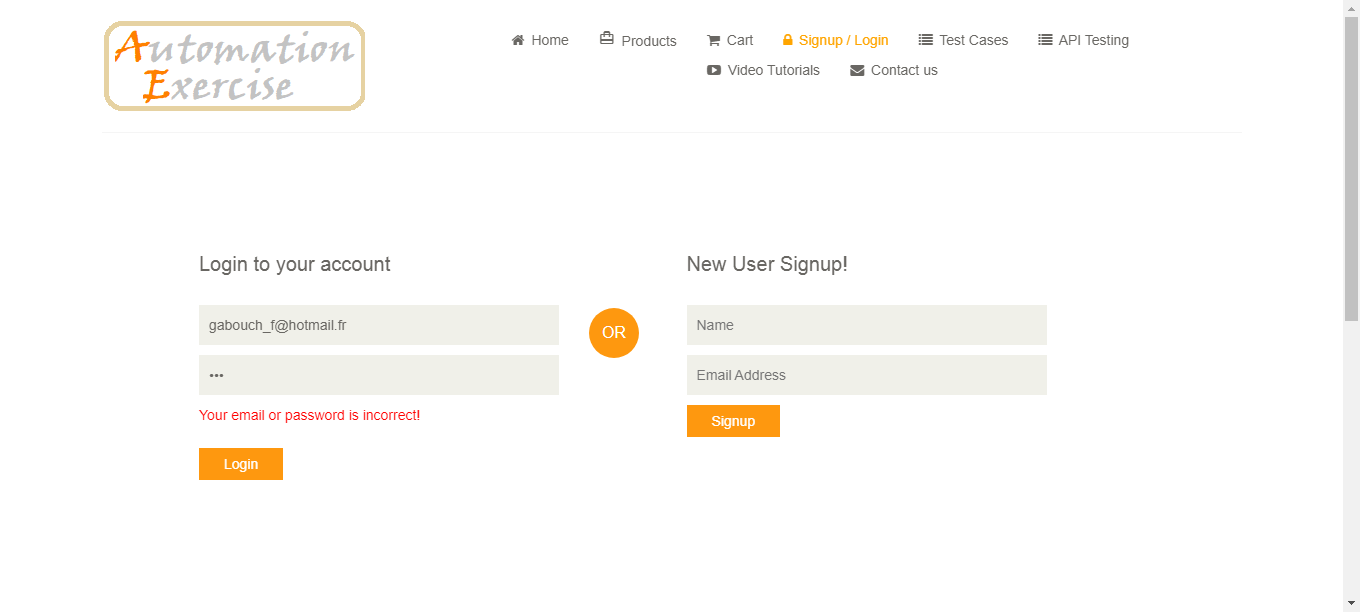 Automation
Exercise
Home Products Cart Signup / Login Test Cases API Testing
Video Tutorials Contact us
Login to your account
gabouch_f@hotmail.fr
•••
Your email or password is incorrect!
Login
OR
New User Signup!
Name
Email Address
Signup